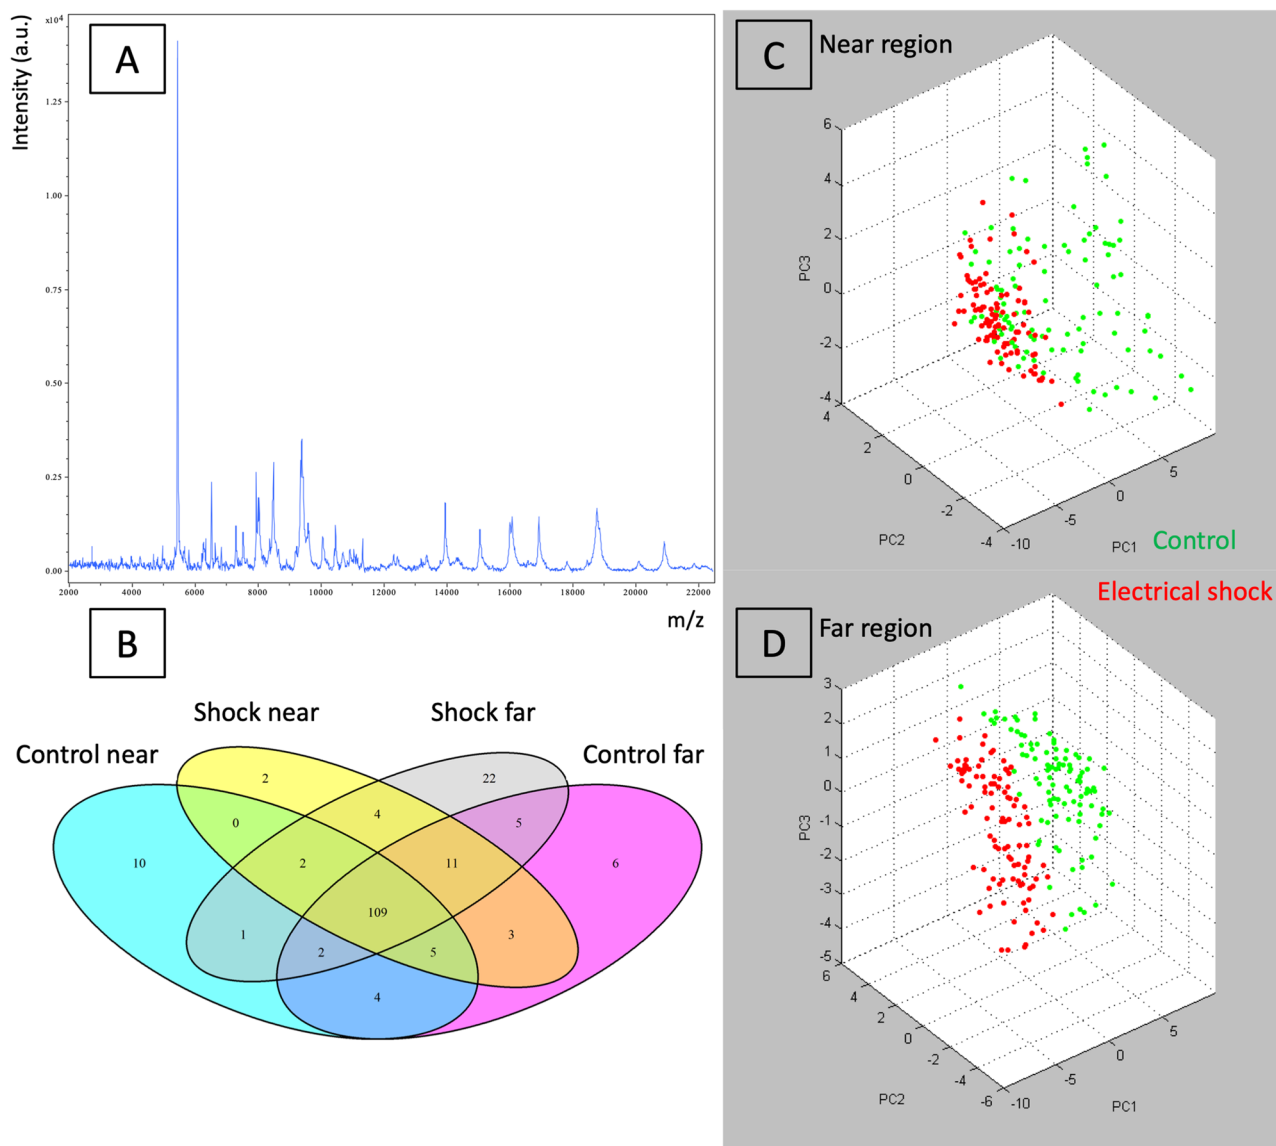 A
Intensity (a.u.)
x10⁴
1.25
1.00
0.75
0.50
0.25
0.00
2000 4000 6000 8000 10000 12000 14000 16000 18000 20000 22000
m/z
B
Shock near
Shock far
Control near
Control far
2
22
0
4
5
10
2
11
6
109
1
2
5
3
4
C
Near region
6
4
2
0
-2
-4
PC3
4
2
0
-2
-4
PC2
-10
-5
0
5
PC1
Control
Electrical shock
D
Far region
3
2
1
0
-1
-2
-3
-4
-5
PC3
6
4
2
0
-2
-4
-6
PC2
-10
-5
0
5
PC1